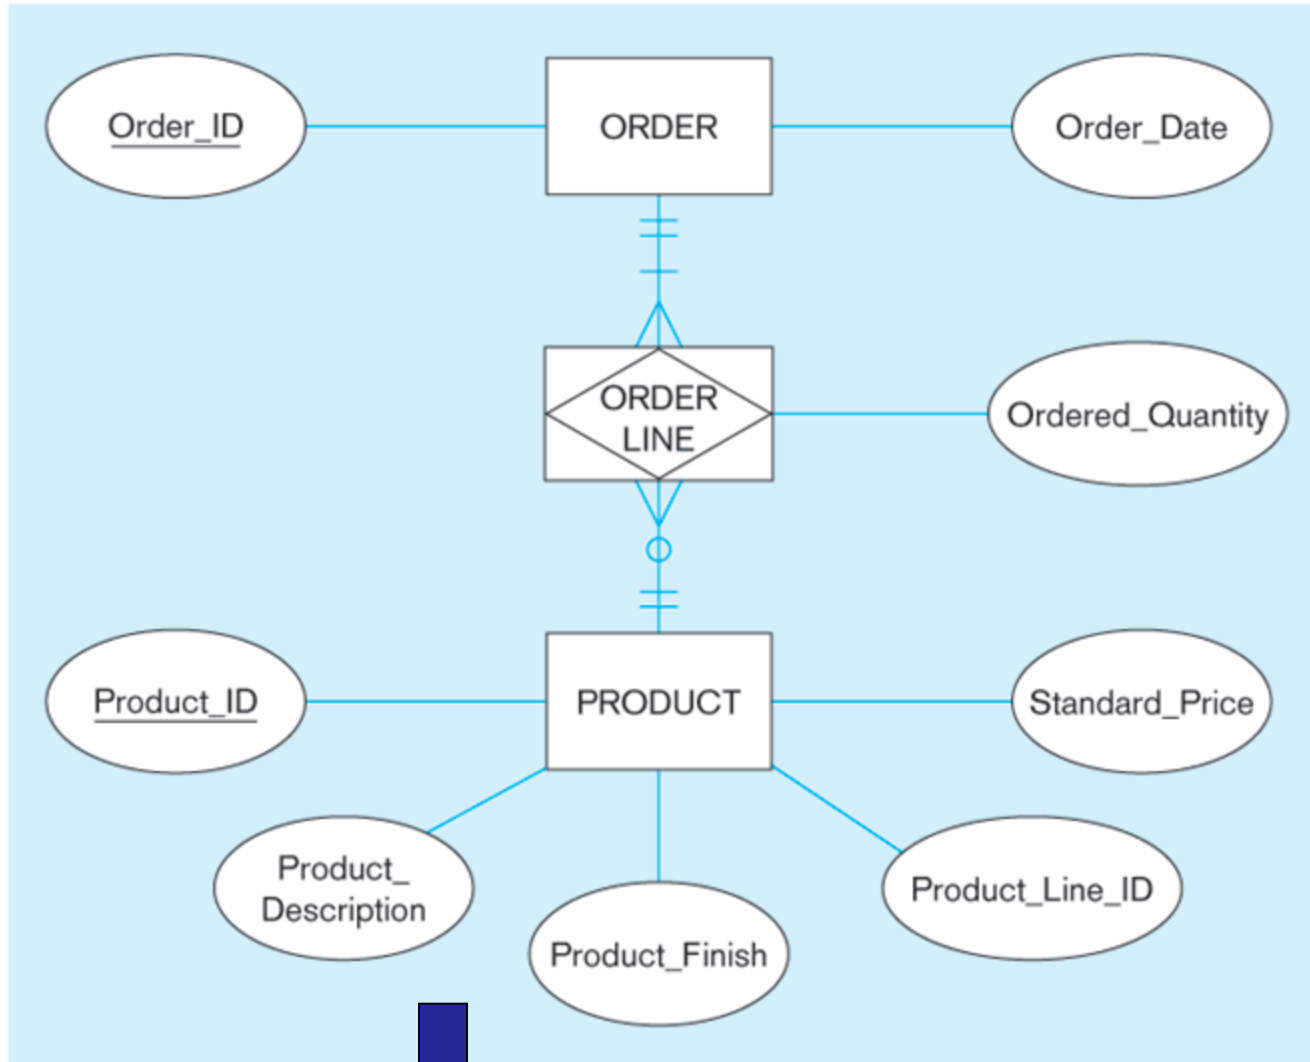 Order_ID
ORDER
Order_Date
ORDER
LINE
Ordered_Quantity
Product_ID
PRODUCT
Standard_Price
Product_
Description
Product_Finish
Product_Line_ID